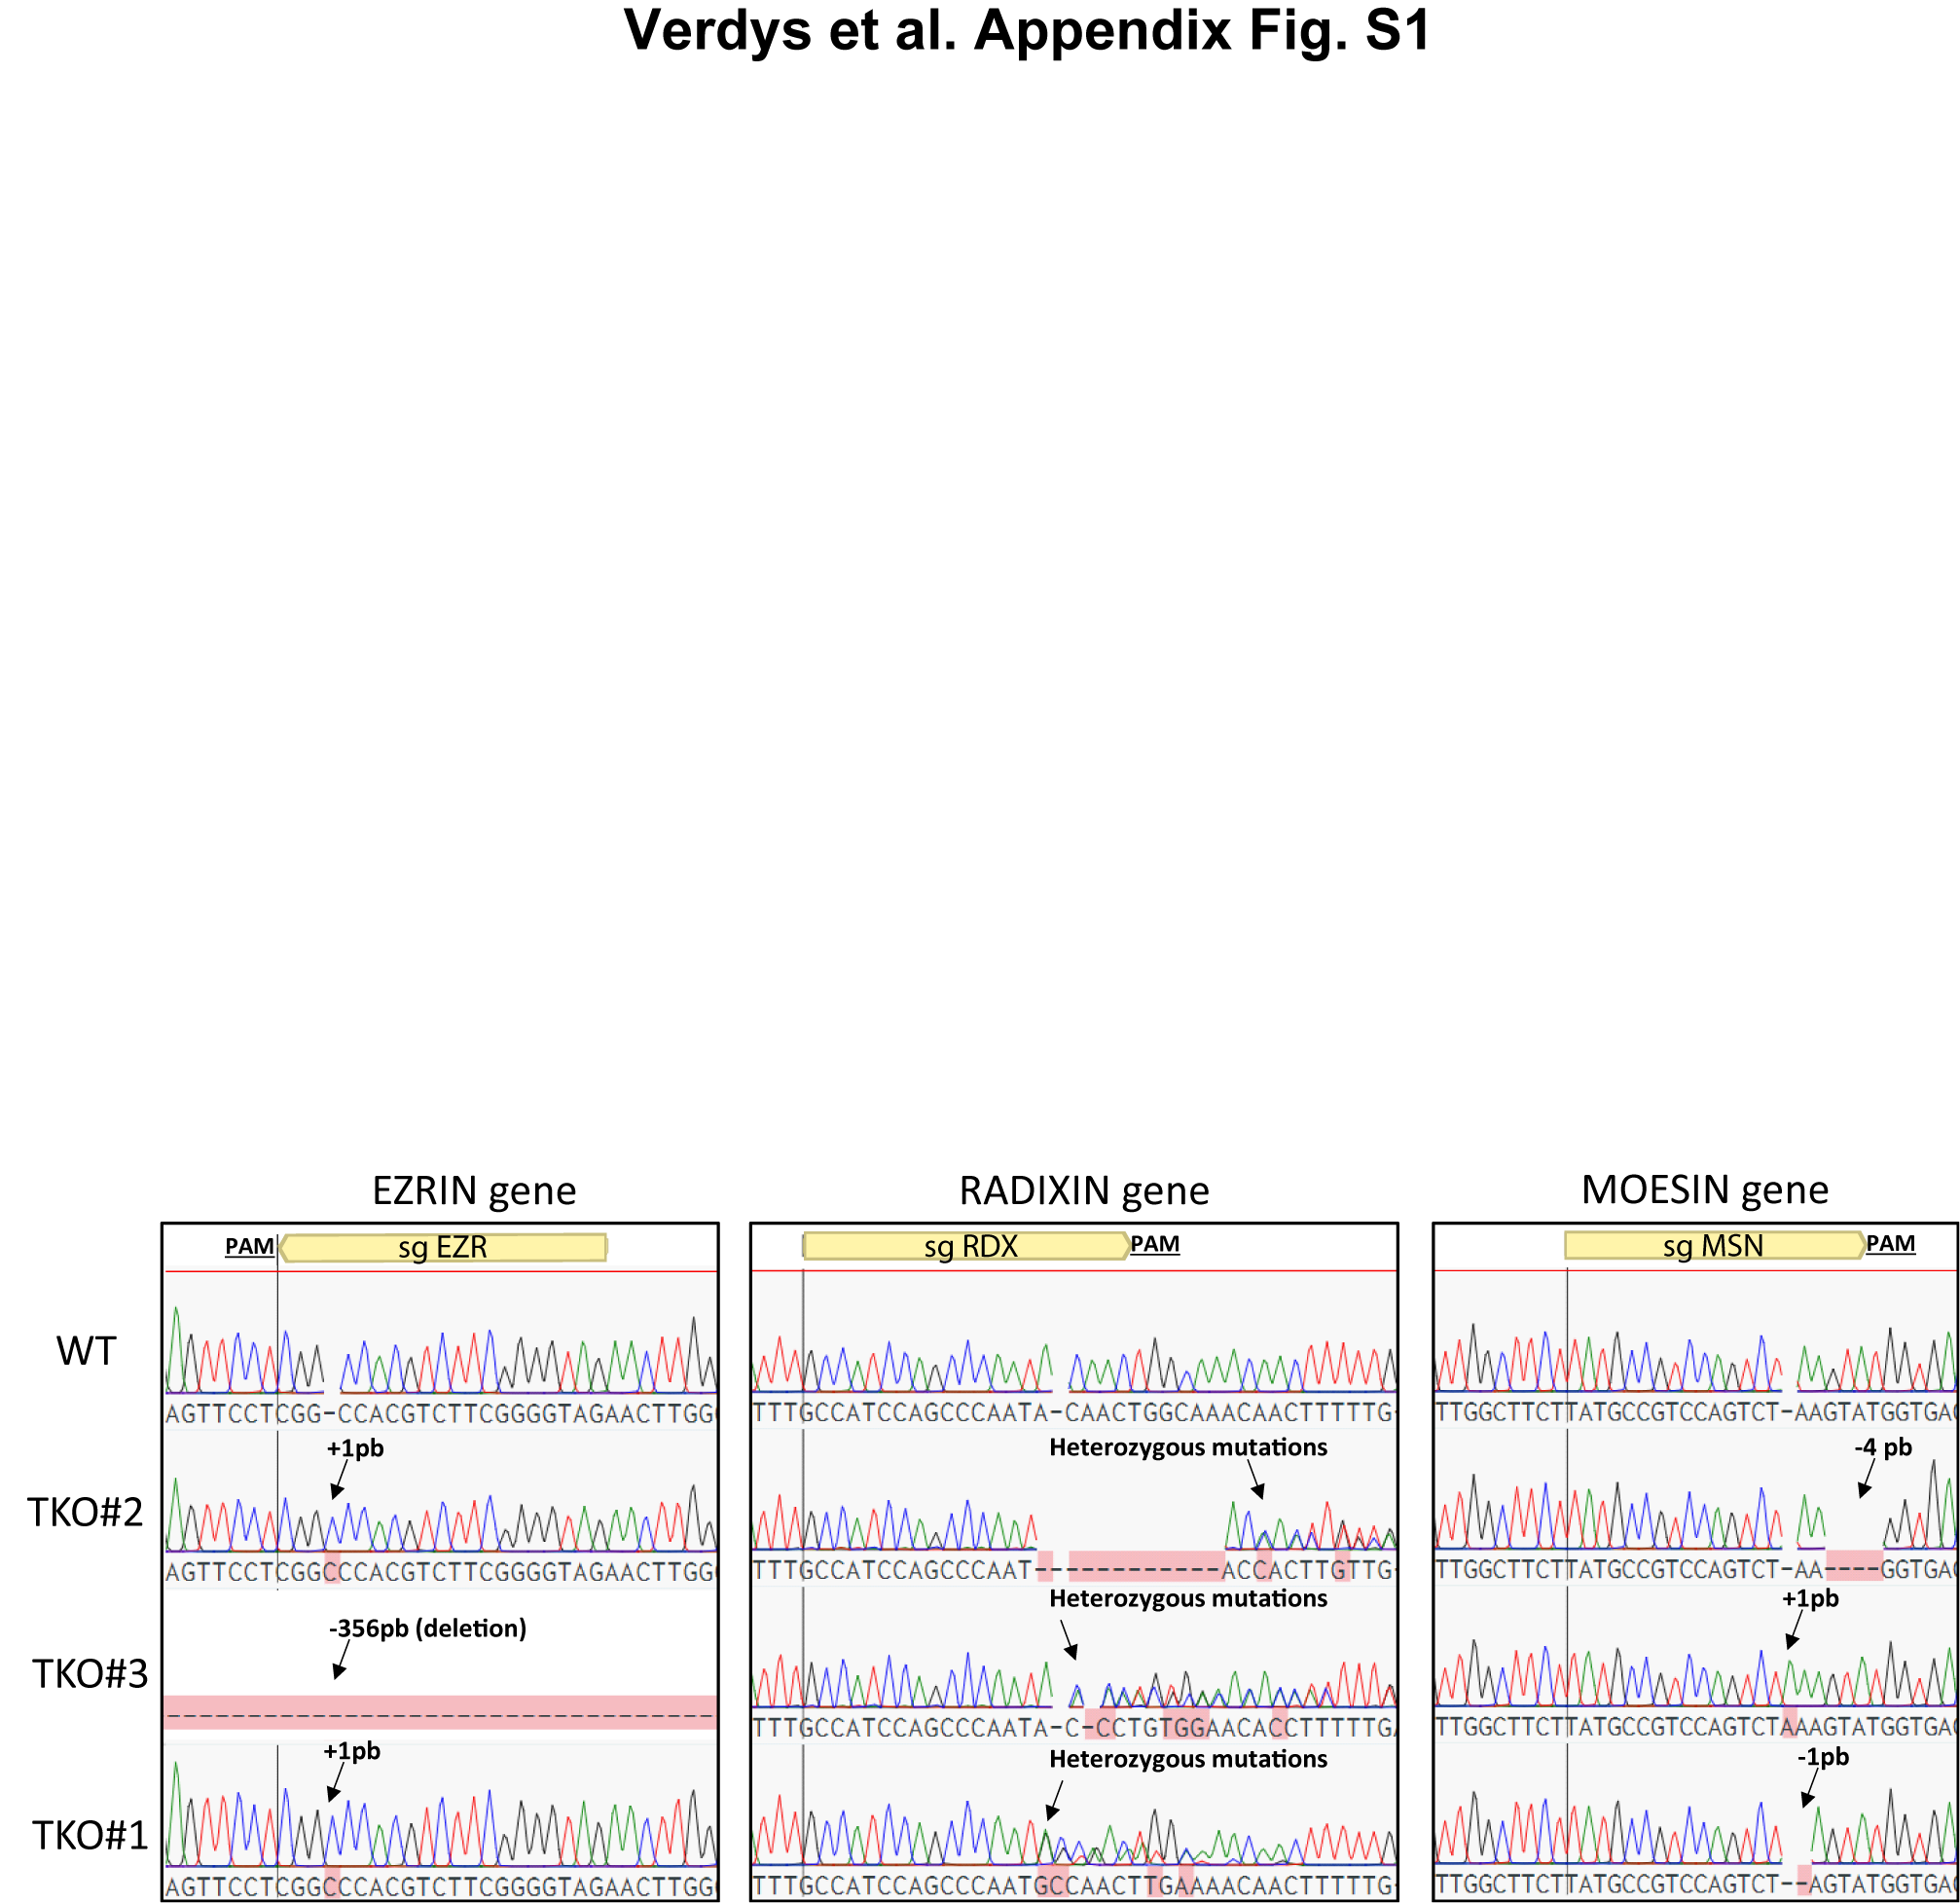 Verdys et al. Appendix Fig. S1
EZRIN gene
RADIXIN gene
MOESIN gene
PAM
sg EZR
sg RDX
PAM
sg MSN
PAM
WT
AGTTCCTCGG-CCACGTCTTCGGGGTAGAACTTGG
TTTGCCATCCAGCCCAATA-CAACTGGCAAACAACTTTTTG
TTGGCTTCTTATGCCGTCCAGTCT-AAGTATGGTGA
+1pb
Heterozygous mutations
-4 pb
TKO#2
AGTTCCTCGGCCCACGTCTTCGGGGTAGAACTTGG
TTTGCCATCCAGCCCAAT------------ACCACTTGTTG
TTGGCTTCTTATGCCGTCCAGTCT-AA----GGTGA
-356pb (deletion)
Heterozygous mutations
+1pb
TKO#3
-----------------------------------
TTTGCCATCCAGCCCAATA-C-CCTGTGGAACACCTTTTTG
TTGGCTTCTTATGCCGTCCAGTCTAAAGTATGGTGA
+1pb
Heterozygous mutations
-1pb
TKO#1
AGTTCCTCGGCCCACGTCTTCGGGGTAGAACTTGG
TTTGCCATCCAGCCCAATGCCAACTTGAAAACAACTTTTTG
TTGGCTTCTTATGCCGTCCAGTCT--AGTATGGTGA